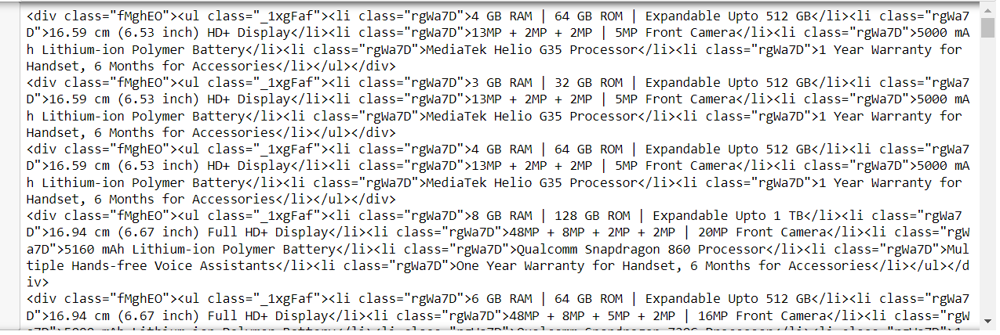 <div class="fMghEO"><ul class="_1xgFaf"><li class="rgWa7D">4 GB RAM | 64 GB ROM | Expandable Upto 512 GB</li><li class="rgWa7
D">16.59 cm (6.53 inch) HD+ Display</li><li class="rgWa7D">13MP + 2MP + 2MP | 5MP Front Camera</li><li class="rgWa7D">5000 mA
h Lithium-ion Polymer Battery</li><li class="rgWa7D">MediaTek Helio G35 Processor</li><li class="rgWa7D">1 Year Warranty for
Handset, 6 Months for Accessories</li></ul></div>
<div class="fMghEO"><ul class="_1xgFaf"><li class="rgWa7D">3 GB RAM | 32 GB ROM | Expandable Upto 512 GB</li><li class="rgWa7
D">16.59 cm (6.53 inch) HD+ Display</li><li class="rgWa7D">13MP + 2MP + 2MP | 5MP Front Camera</li><li class="rgWa7D">5000 mA
h Lithium-ion Polymer Battery</li><li class="rgWa7D">MediaTek Helio G35 Processor</li><li class="rgWa7D">1 Year Warranty for
Handset, 6 Months for Accessories</li></ul></div>
<div class="fMghEO"><ul class="_1xgFaf"><li class="rgWa7D">4 GB RAM | 64 GB ROM | Expandable Upto 512 GB</li><li class="rgWa7
D">16.59 cm (6.53 inch) HD+ Display</li><li class="rgWa7D">13MP + 2MP + 2MP | 5MP Front Camera</li><li class="rgWa7D">5000 mA
h Lithium-ion Polymer Battery</li><li class="rgWa7D">MediaTek Helio G35 Processor</li><li class="rgWa7D">1 Year Warranty for
Handset, 6 Months for Accessories</li></ul></div>
<div class="fMghEO"><ul class="_1xgFaf"><li class="rgWa7D">8 GB RAM | 128 GB ROM | Expandable Upto 1 TB</li><li class="rgWa7
D">16.94 cm (6.67 inch) Full HD+ Display</li><li class="rgWa7D">48MP + 8MP + 2MP + 2MP | 20MP Front Camera</li><li class="rgW
a7D">5160 mAh Lithium-ion Polymer Battery</li><li class="rgWa7D">Qualcomm Snapdragon 860 Processor</li><li class="rgWa7D">Mul
tiple Hands-free Voice Assistants</li><li class="rgWa7D">One Year Warranty for Handset, 6 Months for Accessories</li></ul></d
iv>
<div class="fMghEO"><ul class="_1xgFaf"><li class="rgWa7D">6 GB RAM | 64 GB ROM | Expandable Upto 512 GB</li><li class="rgWa7
D">16.94 cm (6.67 inch) Full HD+ Display</li><li class="rgWa7D">48MP + 8MP + 5MP + 2MP | 16MP Front Camera</li><li class="rgW